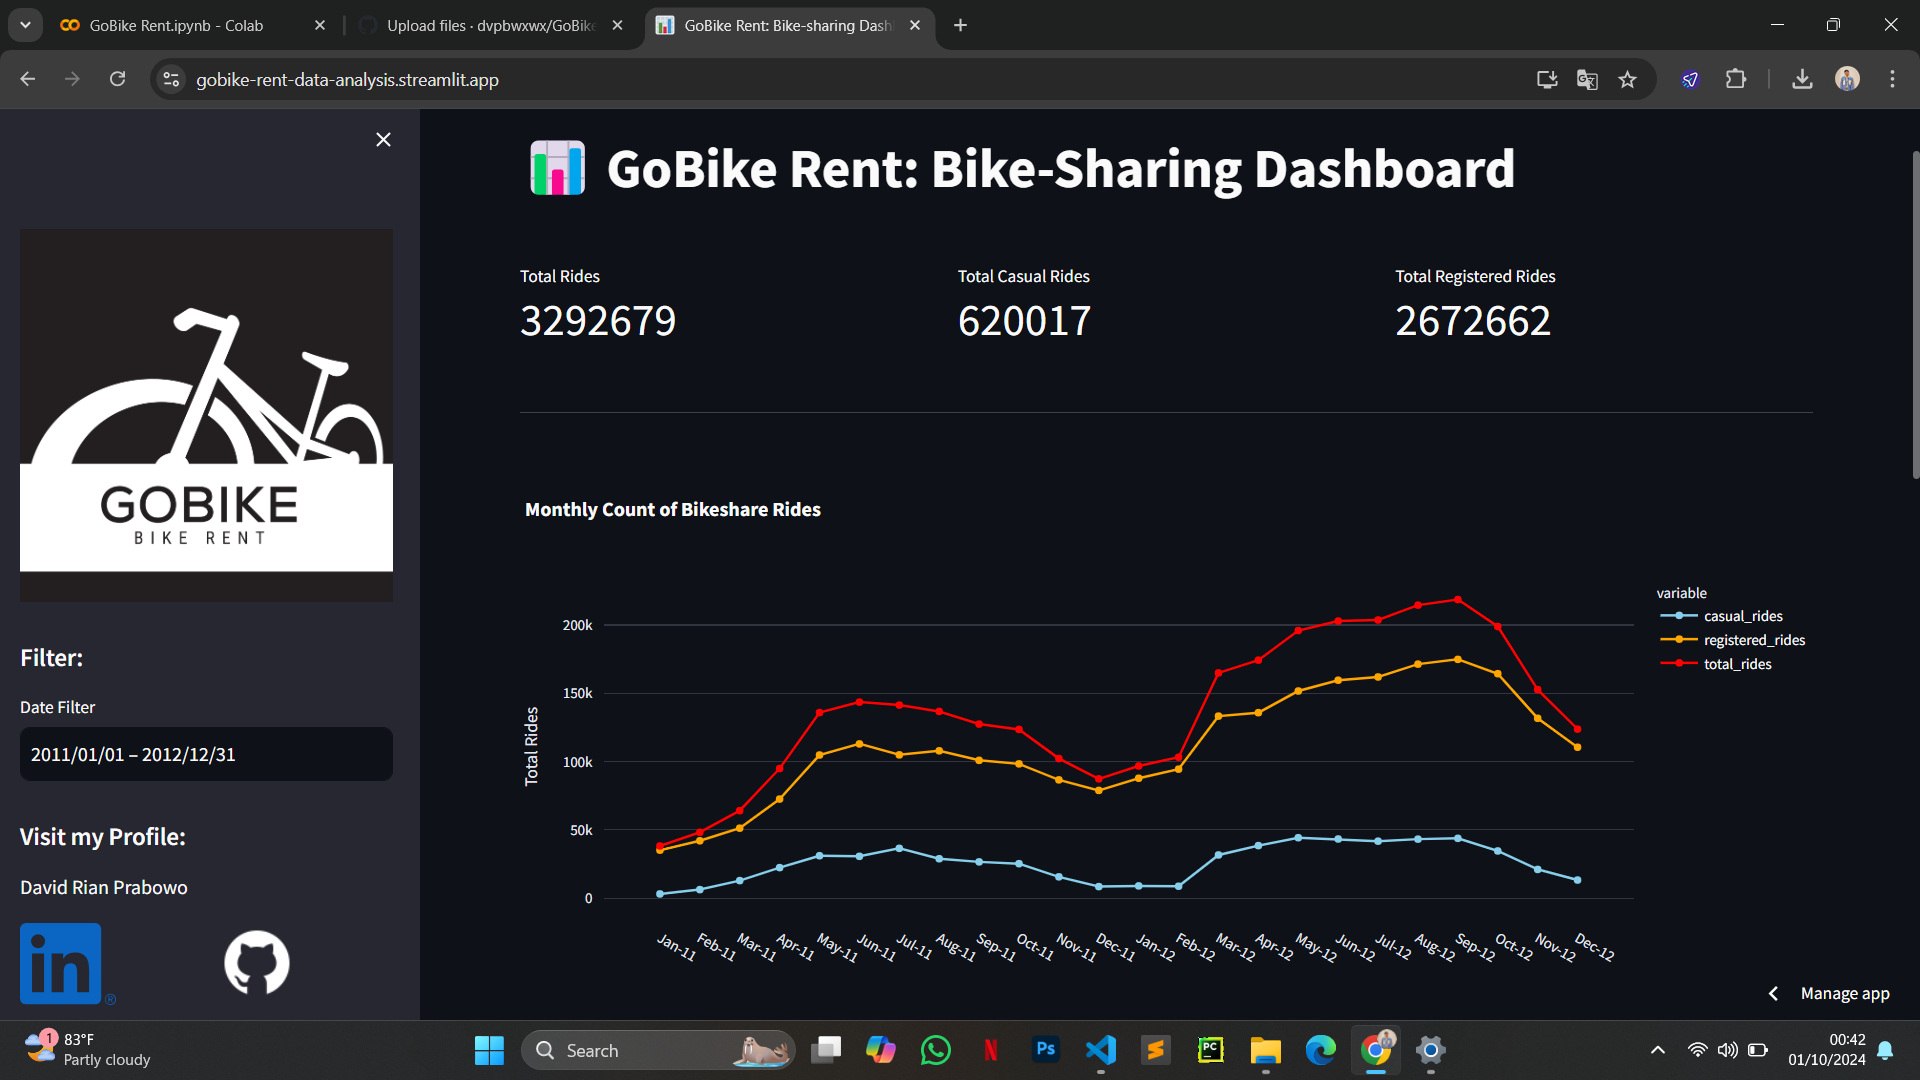 GoBike Rent.ipynb - Colab
Upload files · dvpbwxwx/GoBike
GoBike Rent: Bike-sharing Dash
gobike-rent-data-analysis.streamlit.app
GOBIKE
BIKE RENT
Filter:
Date Filter
2011/01/01 – 2012/12/31
Visit my Profile:
David Rian Prabowo
in
®
GoBike Rent: Bike-Sharing Dashboard
Total Rides
3292679
Total Casual Rides
620017
Total Registered Rides
2672662
Monthly Count of Bikeshare Rides
variable
casual_rides
registered_rides
total_rides
Total Rides
200k
150k
100k
50k
0
Jan-11
Feb-11
Mar-11
Apr-11
May-11
Jun-11
Jul-11
Aug-11
Sep-11
Oct-11
Nov-11
Dec-11
Jan-12
Feb-12
Mar-12
Apr-12
May-12
Jun-12
Jul-12
Aug-12
Sep-12
Oct-12
Nov-12
Dec-12
Manage app
1
83°F
Partly cloudy
Search
N
Ps
PC
00:42
01/10/2024